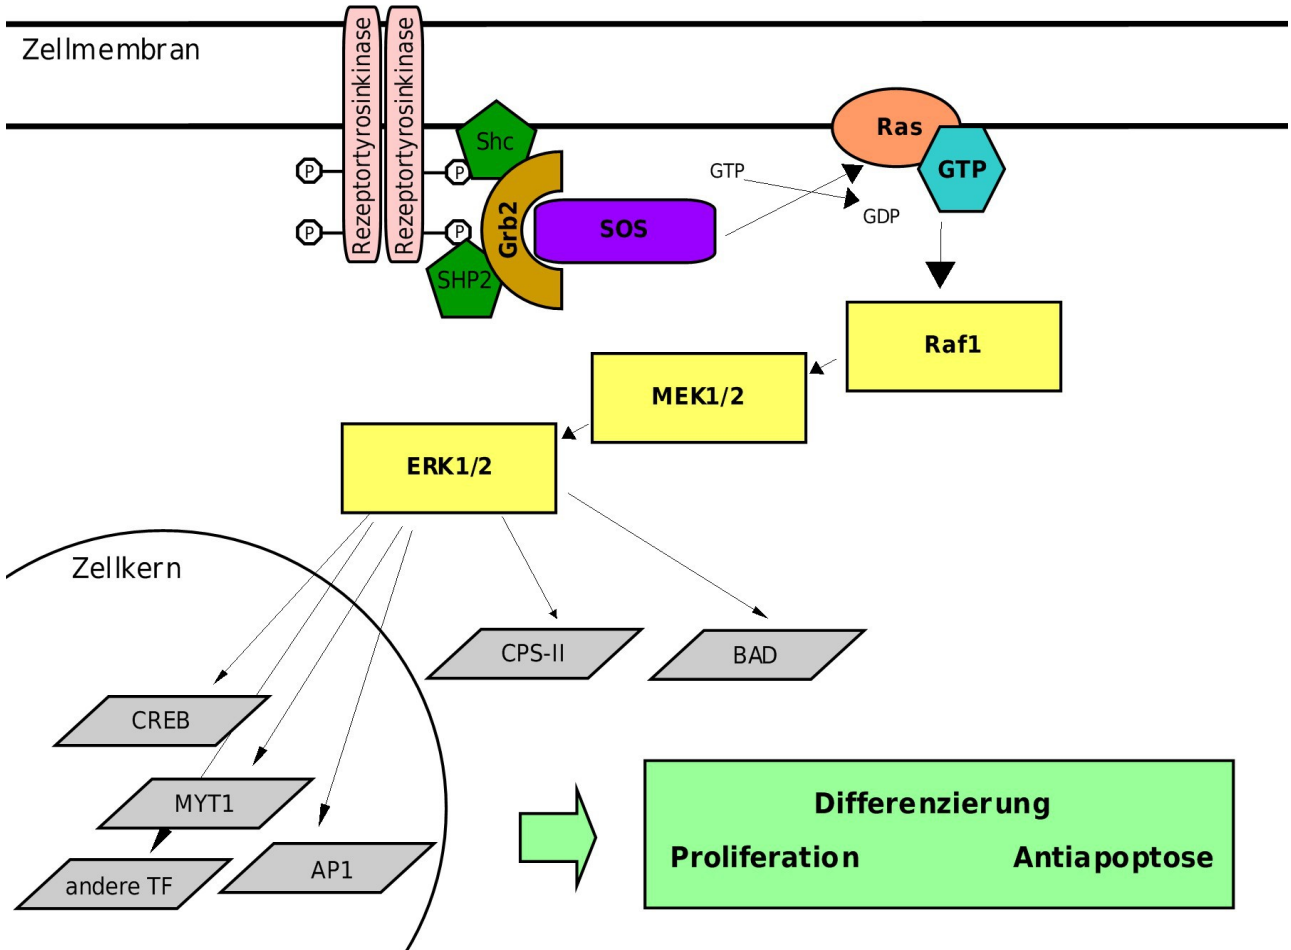 Zellmembran
Rezeptortyrosinkinase
Rezeptortyrosinkinase
P
P
P
P
Shc
Grb2
SHP2
SOS
GTP
GDP
Ras
GTP
Raf1
MEK1/2
ERK1/2
Zellkern
CPS-II
BAD
CREB
MYT1
andere TF
AP1
Differenzierung
Proliferation
Antiapoptose